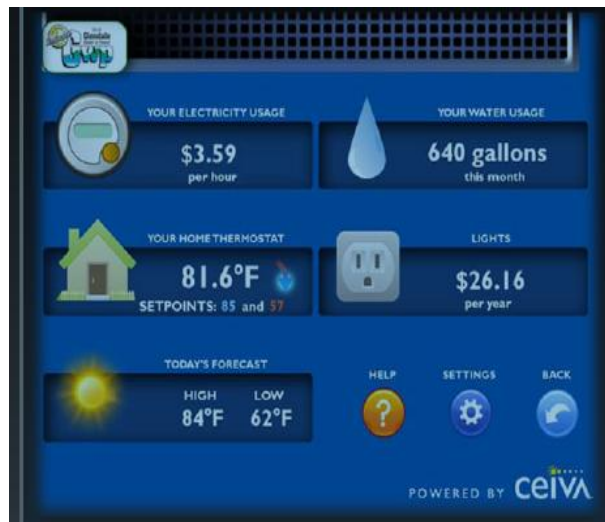 Glendale
GWP
YOUR ELECTRICITY USAGE
$3.59
per hour
YOUR WATER USAGE
640 gallons
this month
YOUR HOME THERMOSTAT
81.6°F
SETPOINTS: 85 and 57
LIGHTS
$26.16
per year
TODAY'S FORECAST
HIGH LOW
84°F 62°F
HELP
SETTINGS
BACK
?
POWERED BY CEIVA